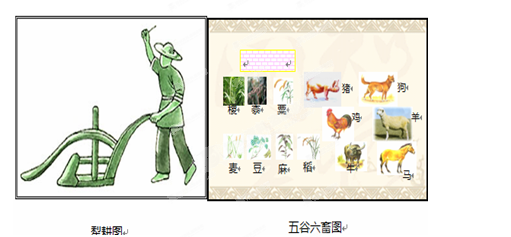 稷 黍 粟 猪 狗
鸡 羊
麦 豆 麻 稻 牛 马
犁耕图 五谷六畜图